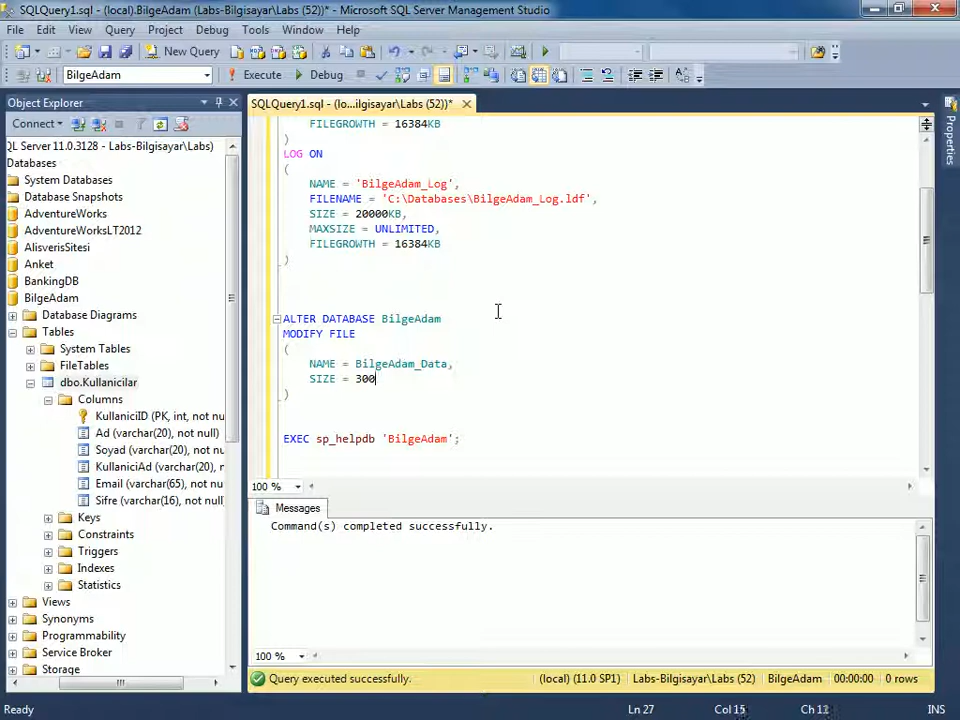 SQLQuery1.sql - (local).BilgeAdam (Labs-Bilgisayar\Labs (52))* - Microsoft SQL Server Management Studio
File Edit View Query Project Debug Tools Window Help
New Query
BilgeAdam Execute Debug
Object Explorer
Connect
QL Server 11.0.3128 - Labs-Bilgisayar\Labs)
Databases
System Databases
Database Snapshots
AdventureWorks
AdventureWorksLT2012
AlisverisSitesi
Anket
BankingDB
BilgeAdam
Database Diagrams
Tables
System Tables
FileTables
dbo.Kullanicilar
Columns
KullaniciID (PK, int, not nu
Ad (varchar(20), not null)
Soyad (varchar(20), not nu
KullaniciAd (varchar(20), r
Email (varchar(65), not nu
Sifre (varchar(16), not null
Keys
Constraints
Triggers
Indexes
Statistics
Views
Synonyms
Programmability
Service Broker
Storage
SQLQuery1.sql - (lo...ilgisayar\Labs (52))*
FILEGROWTH = 16384KB
)
LOG ON
(
NAME = 'BilgeAdam_Log',
FILENAME = 'C:\Databases\BilgeAdam_Log.ldf',
SIZE = 20000KB,
MAXSIZE = UNLIMITED,
FILEGROWTH = 16384KB
)
ALTER DATABASE BilgeAdam
MODIFY FILE
(
NAME = BilgeAdam_Data,
SIZE = 300
)
EXEC sp_helpdb 'BilgeAdam';
100 %
Messages
Command(s) completed successfully.
100 %
Query executed successfully. (local) (11.0 SP1) Labs-Bilgisayar\Labs (52) BilgeAdam 00:00:00 0 rows
Properties
Ready Ln 27 Col 15 Ch 12 INS